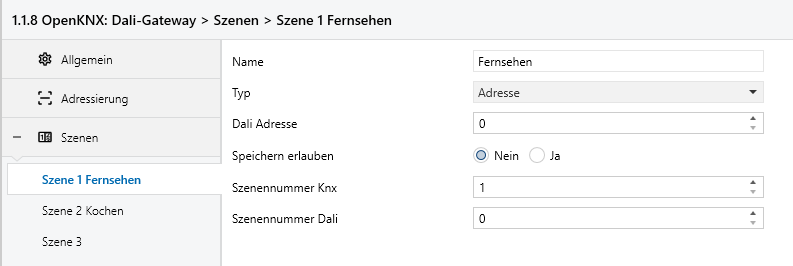 1.1.8 OpenKNX: Dali-Gateway > Szenen > Szene 1 Fernsehen
Allgemein
Adressierung
Szenen
Szene 1 Fernsehen
Szene 2 Kochen
Szene 3
Name Fernsehen
Typ Adresse
Dali Adresse 0
Speichern erlauben Nein Ja
Szenennummer Knx 1
Szenennummer Dali 0